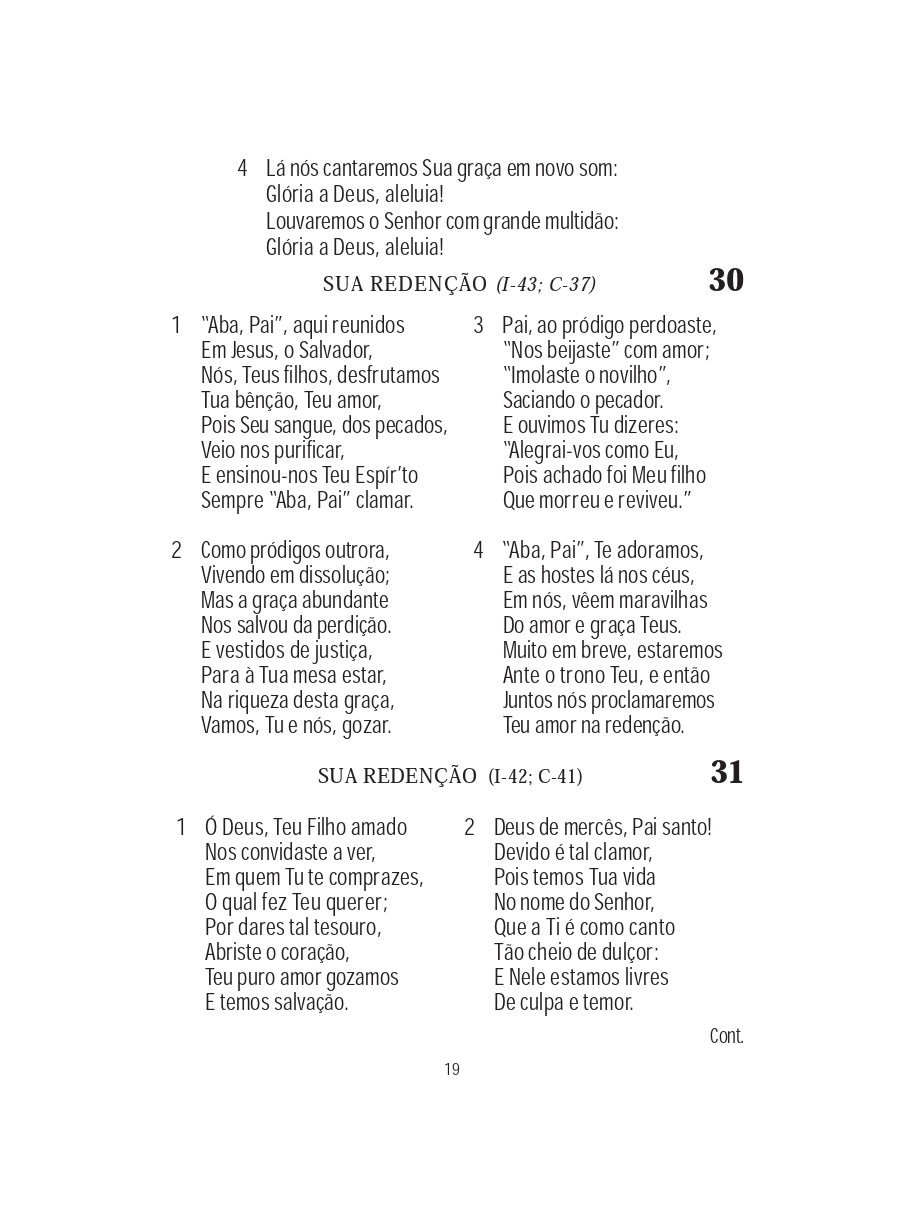 4 Lá nós cantaremos Sua graça em novo som:
Glória a Deus, aleluia!
Louvaremos o Senhor com grande multidão:
Glória a Deus, aleluia!
SUA REDENÇÃO (I-43; C-37) 30
1 “Aba, Pai”, aqui reunidos
Em Jesus, o Salvador,
Nós, Teus filhos, desfrutamos
Tua bênção, Teu amor,
Pois Seu sangue, dos pecados,
Veio nos purificar,
E ensinou-nos Teu Espír’to
Sempre “Aba, Pai” clamar.
2 Como pródigos outrora,
Vivendo em dissolução;
Mas a graça abundante
Nos salvou da perdição.
E vestidos de justiça,
Para à Tua mesa estar,
Na riqueza desta graça,
Vamos, Tu e nós, gozar.
3 Pai, ao pródigo perdoaste,
“Nos beijaste” com amor;
“Imolaste o novilho”,
Saciando o pecador.
E ouvimos Tu dizeres:
“Alegrai-vos como Eu,
Pois achado foi Meu filho
Que morreu e reviveu.”
4 “Aba, Pai”, Te adoramos,
E as hostes lá nos céus,
Em nós, vêem maravilhas
Do amor e graça Teus.
Muito em breve, estaremos
Ante o trono Teu, e então
Juntos nós proclamaremos
Teu amor na redenção.
SUA REDENÇÃO (I-42; C-41) 31
1 Ó Deus, Teu Filho amado
Nos convidaste a ver,
Em quem Tu te comprazes,
O qual fez Teu querer;
Por dares tal tesouro,
Abriste o coração,
Teu puro amor gozamos
E temos salvação.
2 Deus de mercês, Pai santo!
Devido é tal clamor,
Pois temos Tua vida
No nome do Senhor,
Que a Ti é como canto
Tão cheio de dulçor:
E Nele estamos livres
De culpa e temor.
Cont.
19